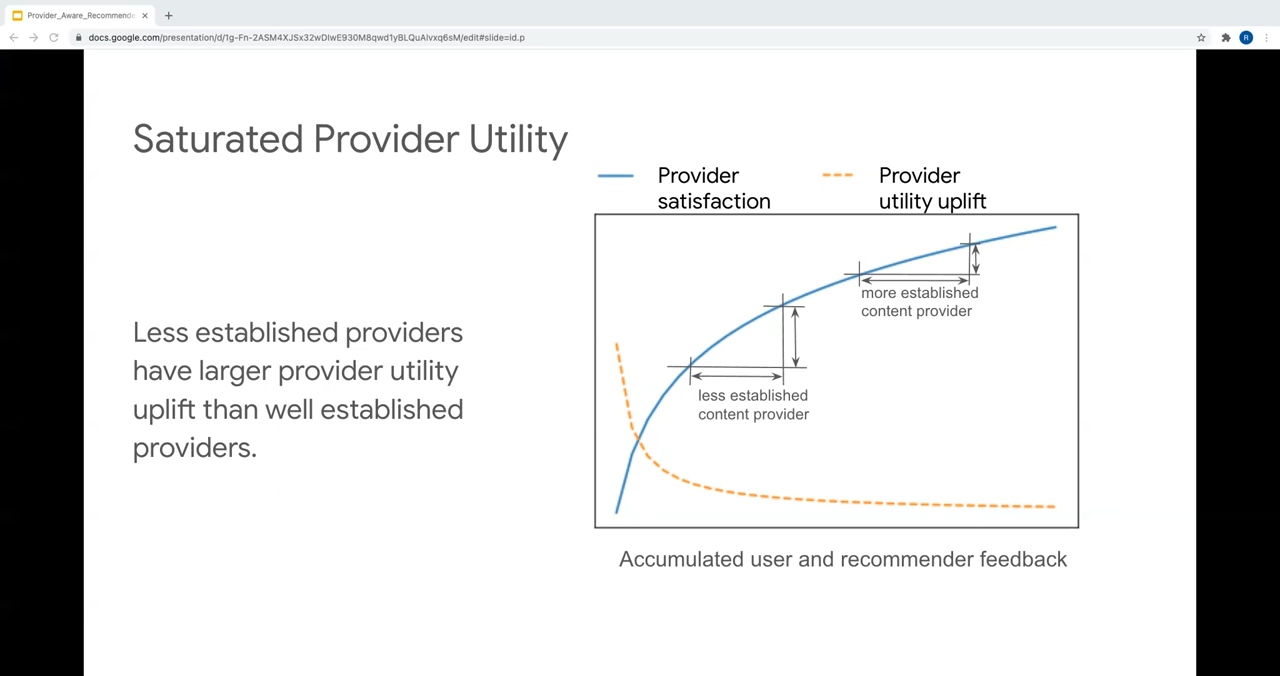 Provider_Aware_Recommende
docs.google.com/presentation/d/1g-Fn-2ASM4XJSx32wDlwE930M8qwd1yBLQuAlvxq6sM/edit#slide=id.p
R
Saturated Provider Utility
Provider
satisfaction
Provider
utility uplift
more established
content provider
less established
content provider
Less established providers
have larger provider utility
uplift than well established
providers.
Accumulated user and recommender feedback